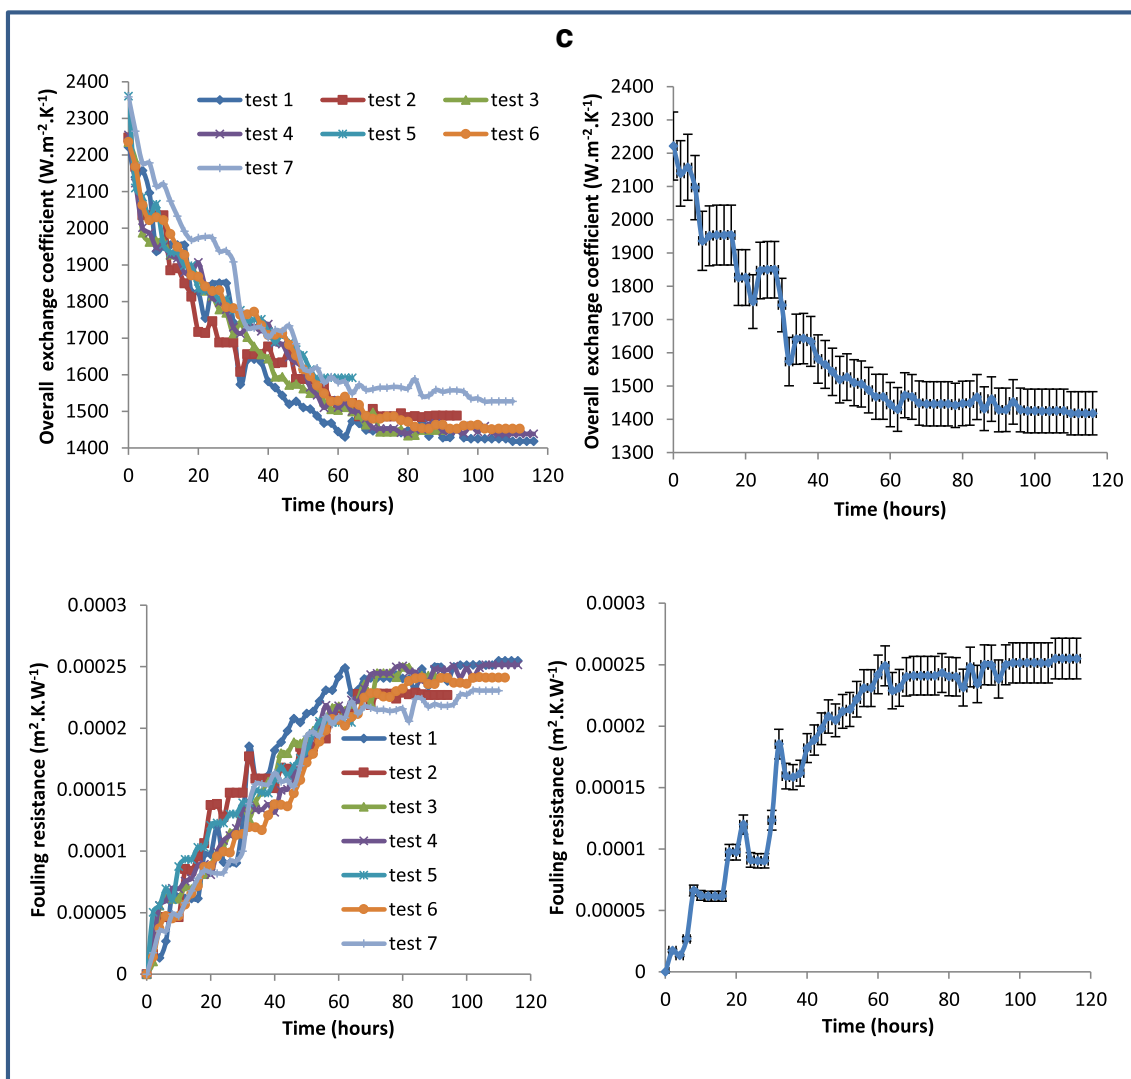 c
2400
2300
2200
2100
2000
1900
1800
1700
1600
1500
1400
Overall exchange coefficient (W.m-2.K-1)
test 1 test 2 test 3
test 4 test 5 test 6
test 7
0 20 40 60 80 100 120
Time (hours)
2400
2300
2200
2100
2000
1900
1800
1700
1600
1500
1400
1300
Overall exchange coefficient (W.m-2.K-1)
0 20 40 60 80 100 120
Time (hours)
0.0003
0.00025
0.0002
0.00015
0.0001
0.00005
0
Fouling resistance (m2.K.W-1)
test 1
test 2
test 3
test 4
test 5
test 6
test 7
0 20 40 60 80 100 120
Time (hours)
0.0003
0.00025
0.0002
0.00015
0.0001
0.00005
0
Fouling resistance (m2.K.W-1)
0 20 40 60 80 100 120
Time (hours)